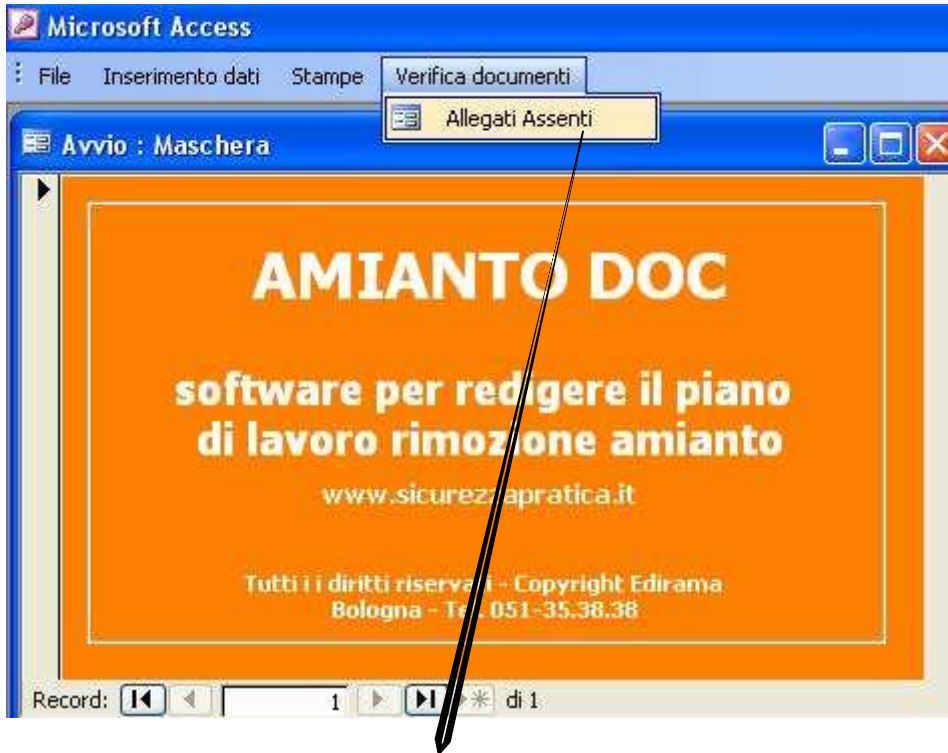 Microsoft Access
File Inserimento dati Stampe Verifica documenti
Allegati Assenti
Avvio : Maschera
AMIANTO DOC
software per redigere il piano
di lavoro rimozione amianto
www.sicurezzapratica.it
Tutti i diritti riservati - Copyright Edirama
Bologna - Tel. 051-35.38.38
Record: 1 di 1